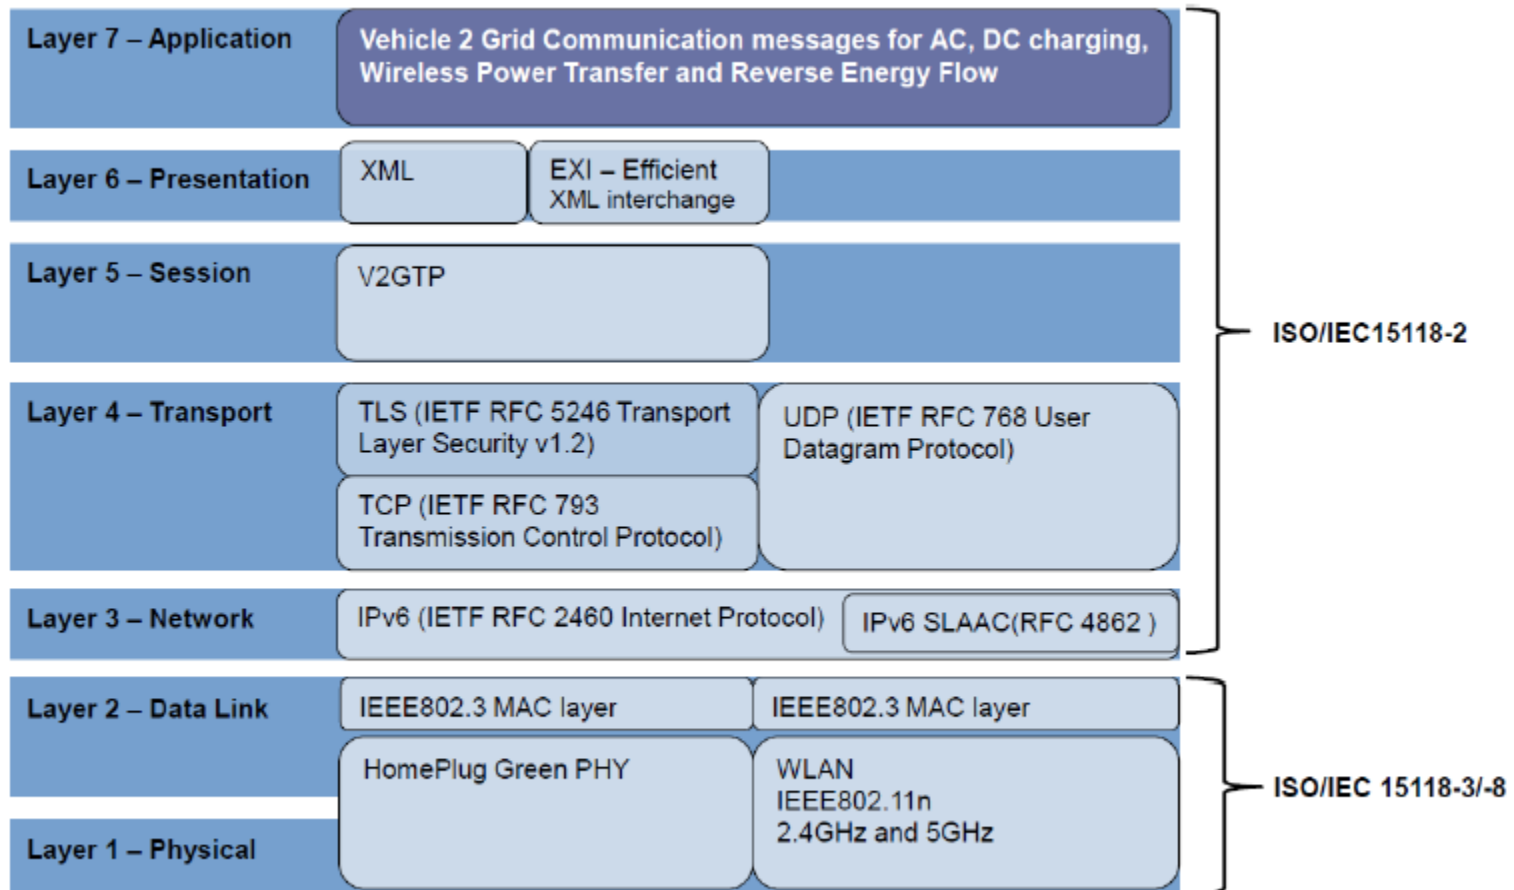 Layer 7 – Application
Vehicle 2 Grid Communication messages for AC, DC charging,
Wireless Power Transfer and Reverse Energy Flow
Layer 6 – Presentation
XML
EXI – Efficient
XML interchange
Layer 5 – Session
V2GTP
ISO/IEC15118-2
Layer 4 – Transport
TLS (IETF RFC 5246 Transport
Layer Security v1.2)
TCP (IETF RFC 793
Transmission Control Protocol)
UDP (IETF RFC 768 User
Datagram Protocol)
Layer 3 – Network
IPv6 (IETF RFC 2460 Internet Protocol)
IPv6 SLAAC(RFC 4862 )
Layer 2 – Data Link
IEEE802.3 MAC layer
IEEE802.3 MAC layer
HomePlug Green PHY
WLAN
IEEE802.11n
2.4GHz and 5GHz
ISO/IEC 15118-3/-8
Layer 1 – Physical